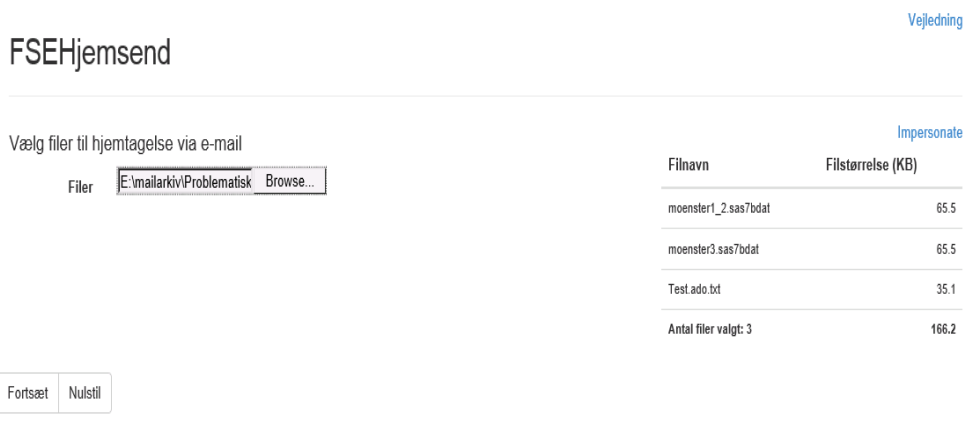 Vejledning
FSEHjemsend
Vælg filer til hjemtagelse via e-mail
Filer E:\mailarkiv\Problematisk Browse...
Impersonate
Filnavn Filstørrelse (KB)
moenster1_2.sas7bdat 65.5
moenster3.sas7bdat 65.5
Test.ado.txt 35.1
Antal filer valgt: 3 166.2
Fortsæt Nulstil